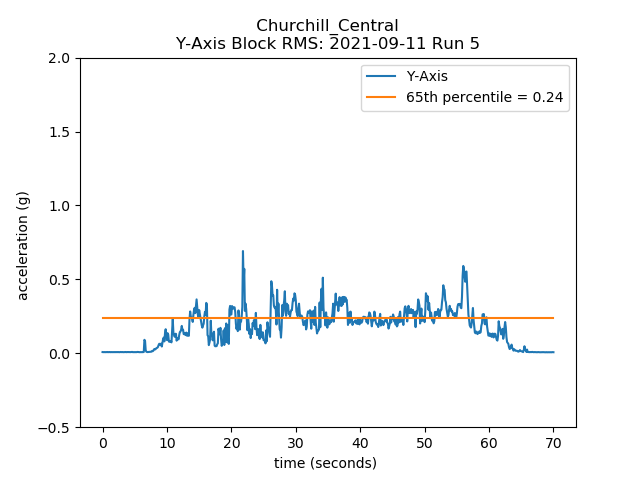 Churchill_Central
Y-Axis Block RMS: 2021-09-11 Run 5
Y-Axis
65th percentile = 0.24
2.0
1.5
1.0
0.5
0.0
−0.5
acceleration (g)
0 10 20 30 40 50 60 70
time (seconds)